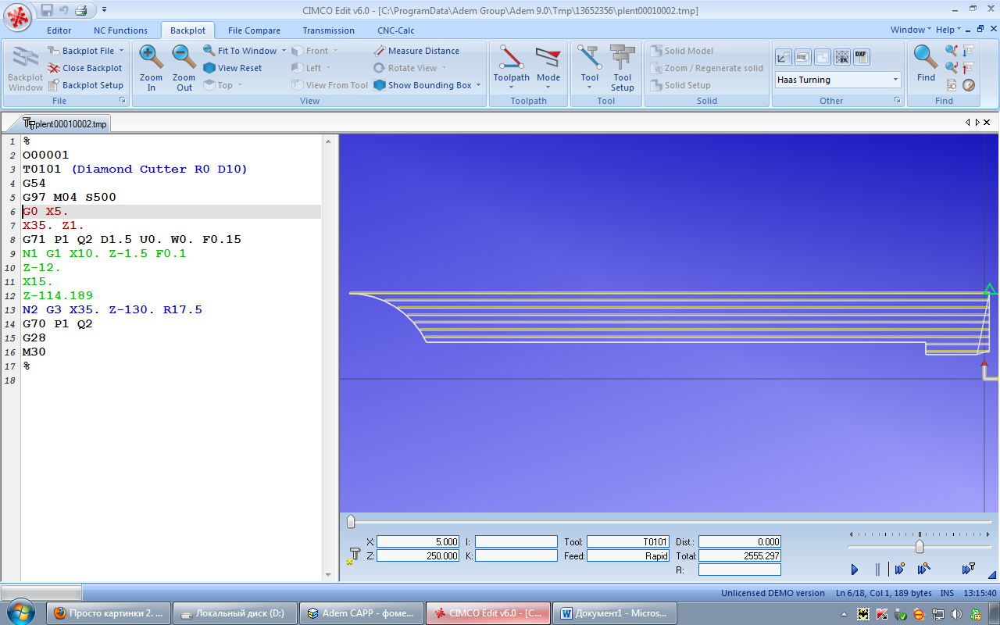 CIMCO Edit v6.0 - [C:\ProgramData\Adem Group\Adem 9.0\Tmp\13652356\plent00010002.tmp]
Editor NC Functions Backplot File Compare Transmission CNC-Calc Window Help
Backplot Window
Backplot File
Close Backplot
Backplot Setup
File
Zoom In
Zoom Out
Fit To Window
View Reset
Top
Front
Left
View From Tool
Measure Distance
Rotate View
Show Bounding Box
View
Toolpath
Mode
Toolpath
Tool
Tool Setup
Tool
Solid Model
Zoom / Regenerate solid
Solid Setup
Solid
DXF
Haas Turning
Other
Find
Find
plent00010002.tmp
1 %
2 O00001
3 T0101 (Diamond Cutter R0 D10)
4 G54
5 G97 M04 S500
6 G0 X5.
7 X35. Z1.
8 G71 P1 Q2 D1.5 U0. W0. F0.15
9 N1 G1 X10. Z-1.5 F0.1
10 Z-12.
11 X15.
12 Z-114.189
13 N2 G3 X35. Z-130. R17.5
14 G70 P1 Q2
15 G28
16 M30
17 %
18
X: 5.000 I: Tool: T0101 Dist.: 0.000
Z: 250.000 K: Feed: Rapid Total: 2555.297
R:
Unlicensed DEMO version Ln 6/18, Col 1, 189 bytes INS 13:15:40
Просто картинки 2. ... Локальный диск (D:) Adem CAPP - фоме... CIMCO Edit v6.0 - [C... Документ1 - Micros... 13:15